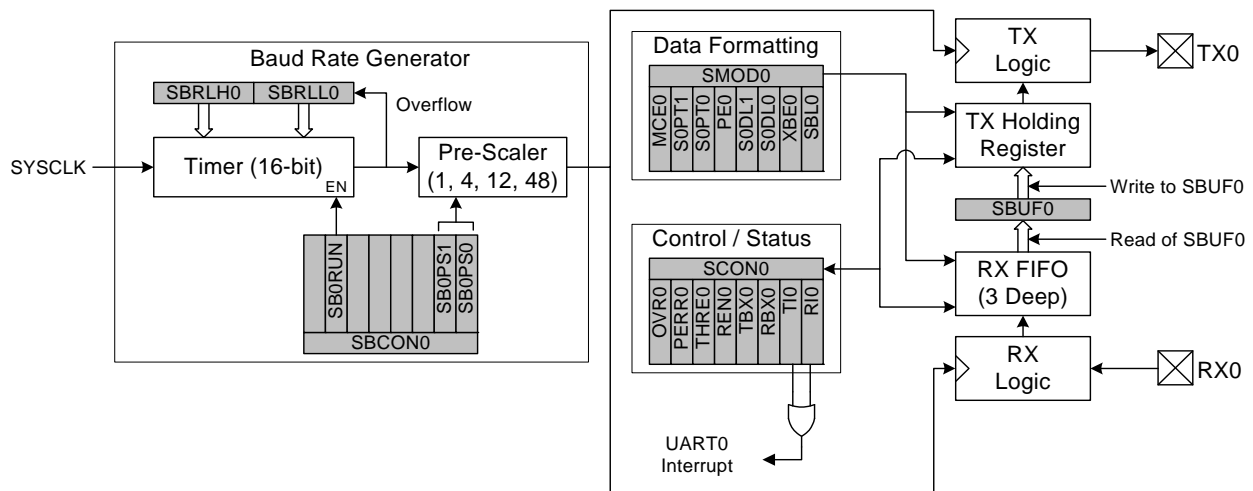 Baud Rate Generator
SBRLH0 SBRLL0
Overflow
SYSCLK
Timer (16-bit)
EN
Pre-Scaler
(1, 4, 12, 48)
SB0RUN
SB0PS1
SB0PS0
SBCON0
Data Formatting
SMOD0
MCE0
S0PT1
S0PT0
PE0
S0DL1
S0DL0
XBE0
SBL0
Control / Status
SCON0
OVR0
PERR0
THRE0
REN0
TBX0
RBX0
TI0
RI0
UART0
Interrupt
TX
Logic
TX0
TX Holding
Register
Write to SBUF0
SBUF0
Read of SBUF0
RX FIFO
(3 Deep)
RX
Logic
RX0